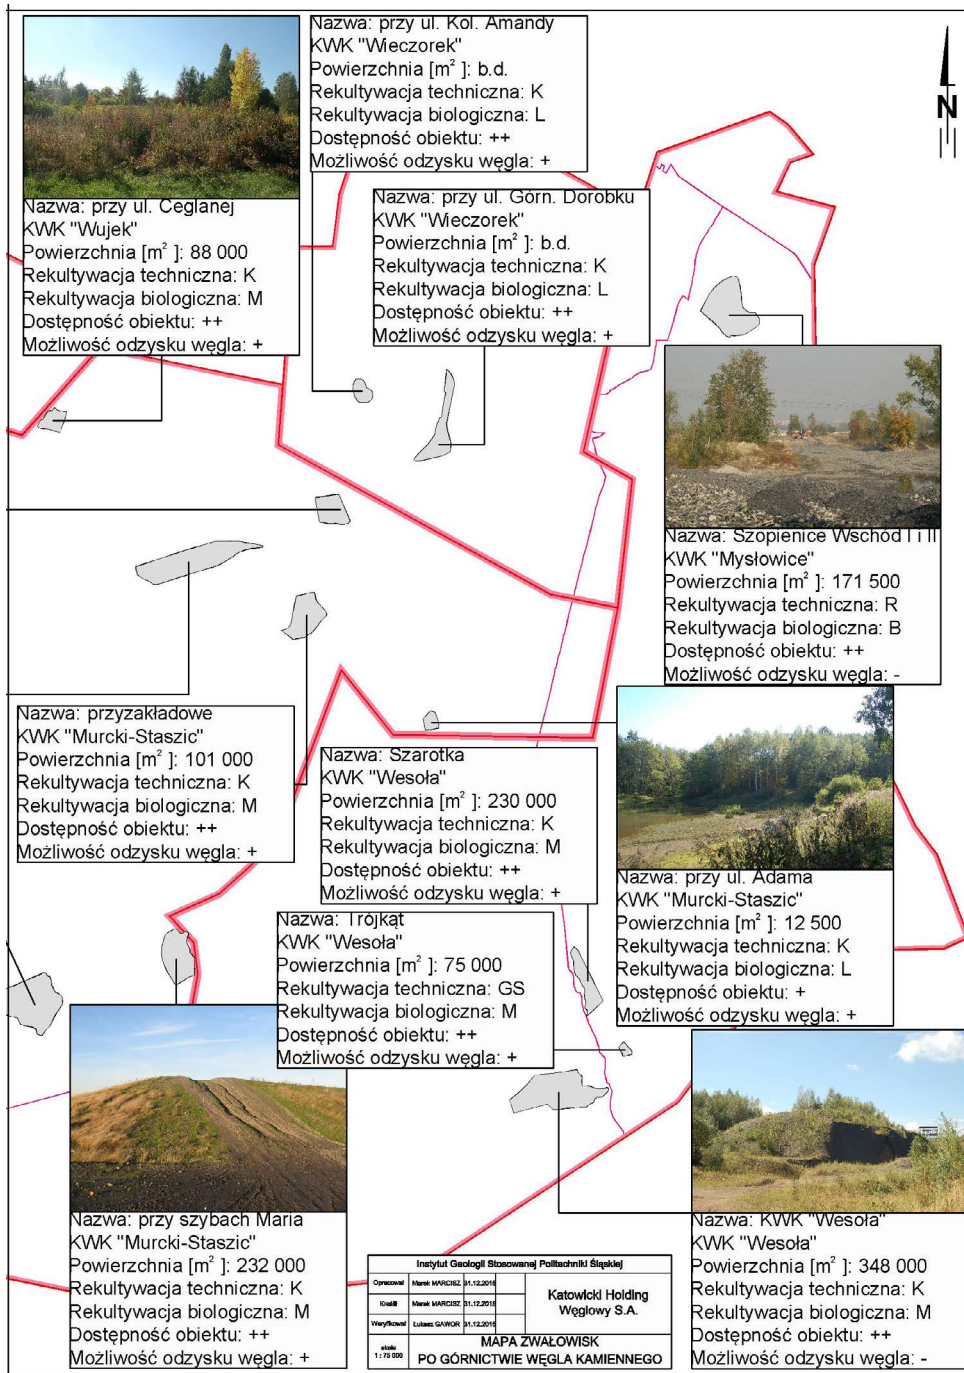 Nazwa: przy ul. Kol. Amandy
KWK "Wieczorek"
Powierzchnia [m² ]: b.d.
Rekultywacja techniczna: K
Rekultywacja biologiczna: L
Dostępność obiektu: ++
Możliwość odzysku węgla: +
N
Nazwa: przy ul. Ceglanej
KWK "Wujek"
Powierzchnia [m² ]: 88 000
Rekultywacja techniczna: K
Rekultywacja biologiczna: M
Dostępność obiektu: ++
Możliwość odzysku węgla: +
Nazwa: przy ul. Górn. Dorobku
KWK "Wieczorek"
Powierzchnia [m² ]: b.d.
Rekultywacja techniczna: K
Rekultywacja biologiczna: L
Dostępność obiektu: ++
Możliwość odzysku węgla: +
Nazwa: Szopienice Wschód I i II
KWK "Mysłowice"
Powierzchnia [m² ]: 171 500
Rekultywacja techniczna: R
Rekultywacja biologiczna: B
Dostępność obiektu: ++
Możliwość odzysku węgla: -
Nazwa: przyzakładowe
KWK "Murcki-Staszic"
Powierzchnia [m² ]: 101 000
Rekultywacja techniczna: K
Rekultywacja biologiczna: M
Dostępność obiektu: ++
Możliwość odzysku węgla: +
Nazwa: Szarotka
KWK "Wesoła"
Powierzchnia [m² ]: 230 000
Rekultywacja techniczna: K
Rekultywacja biologiczna: M
Dostępność obiektu: ++
Możliwość odzysku węgla: +
Nazwa: przy ul. Adama
KWK "Murcki-Staszic"
Powierzchnia [m² ]: 12 500
Rekultywacja techniczna: K
Rekultywacja biologiczna: L
Dostępność obiektu: +
Możliwość odzysku węgla: +
Nazwa: Trójkąt
KWK "Wesoła"
Powierzchnia [m² ]: 75 000
Rekultywacja techniczna: GS
Rekultywacja biologiczna: M
Dostępność obiektu: ++
Możliwość odzysku węgla: +
Nazwa: przy szybach Maria
KWK "Murcki-Staszic"
Powierzchnia [m² ]: 232 000
Rekultywacja techniczna: K
Rekultywacja biologiczna: M
Dostępność obiektu: ++
Możliwość odzysku węgla: +
Nazwa: KWK "Wesoła"
KWK "Wesoła"
Powierzchnia [m² ]: 348 000
Rekultywacja techniczna: K
Rekultywacja biologiczna: M
Dostępność obiektu: ++
Możliwość odzysku węgla: -
Instytut Geologii Stosowanej Politechniki Śląskiej
Opracował Marek MARCISZ 31.12.2015
Kreślił Marek MARCISZ 31.12.2015
Weryfikował Łukasz GAWOR 31.12.2015
Katowicki Holding
Węglowy S.A.
skala
1 : 75 000
MAPA ZWAŁOWISK
PO GÓRNICTWIE WĘGLA KAMIENNEGO